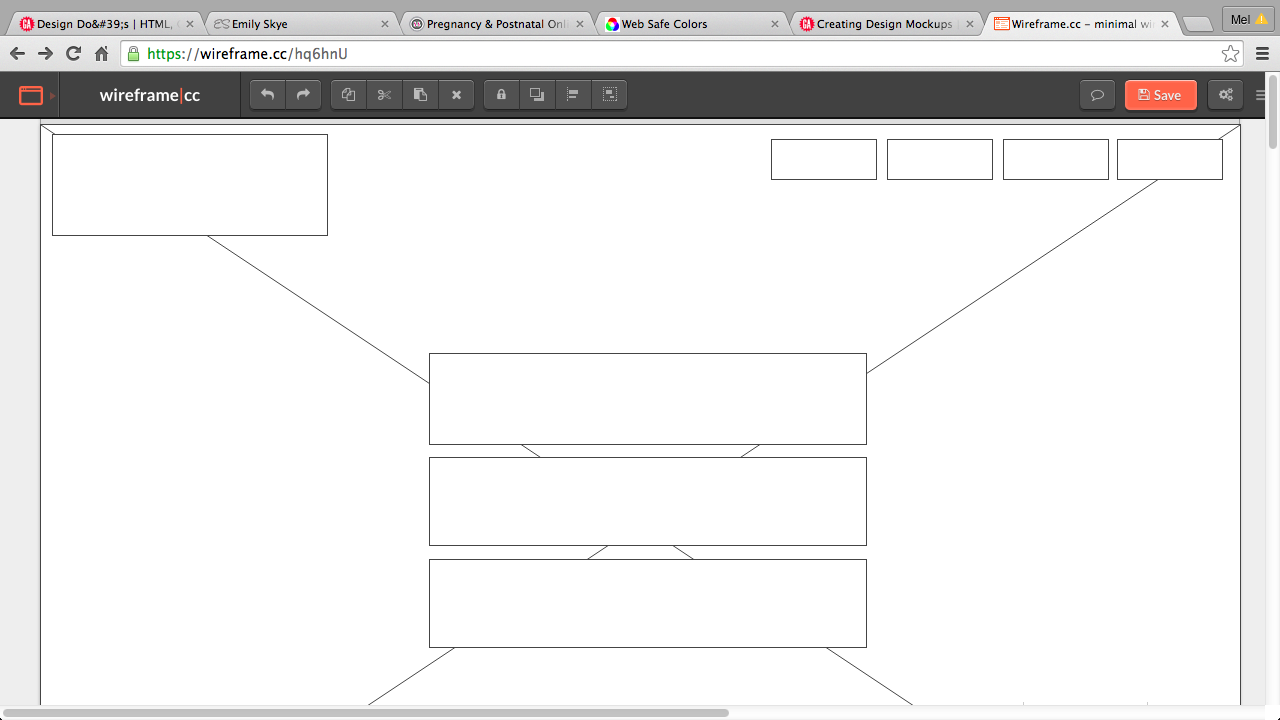 Design Do&#39;s | HTML,
Emily Skye
Pregnancy & Postnatal Onl
Web Safe Colors
Creating Design Mockups |
Wireframe.cc – minimal wi
Mel
https://wireframe.cc/hq6hnU
wireframe|cc
Save